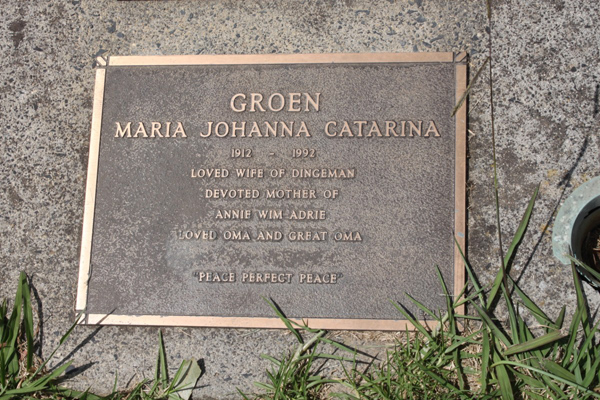 GROEN
MARIA JOHANNA CATARINA
1912 - 1992
LOVED WIFE OF DINGEMAN
DEVOTED MOTHER OF
ANNIE WIM ADRIE
LOVED OMA AND GREAT OMA
"PEACE PERFECT PEACE"